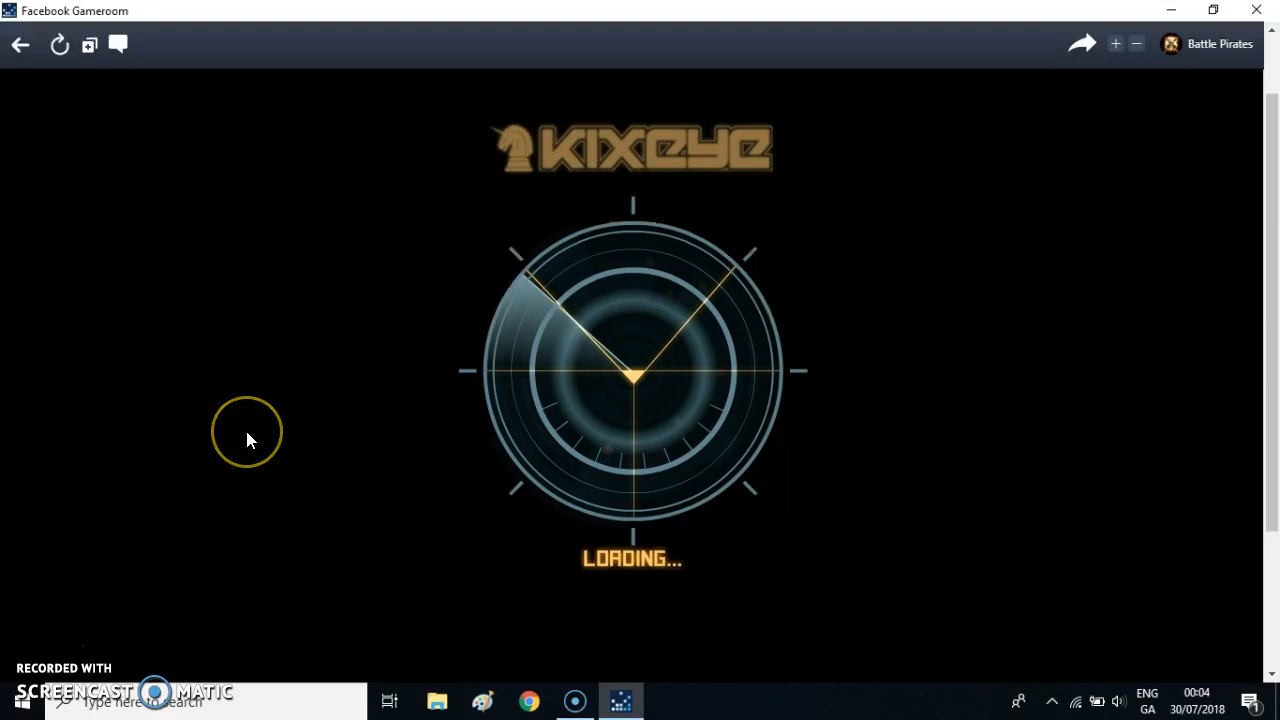 Facebook Gameroom
Battle Pirates
KIXEYE
LOADING...
RECORDED WITH
SCREENCAST MATIC
Type here to search
ENG
GA
00:04
30/07/2018
1